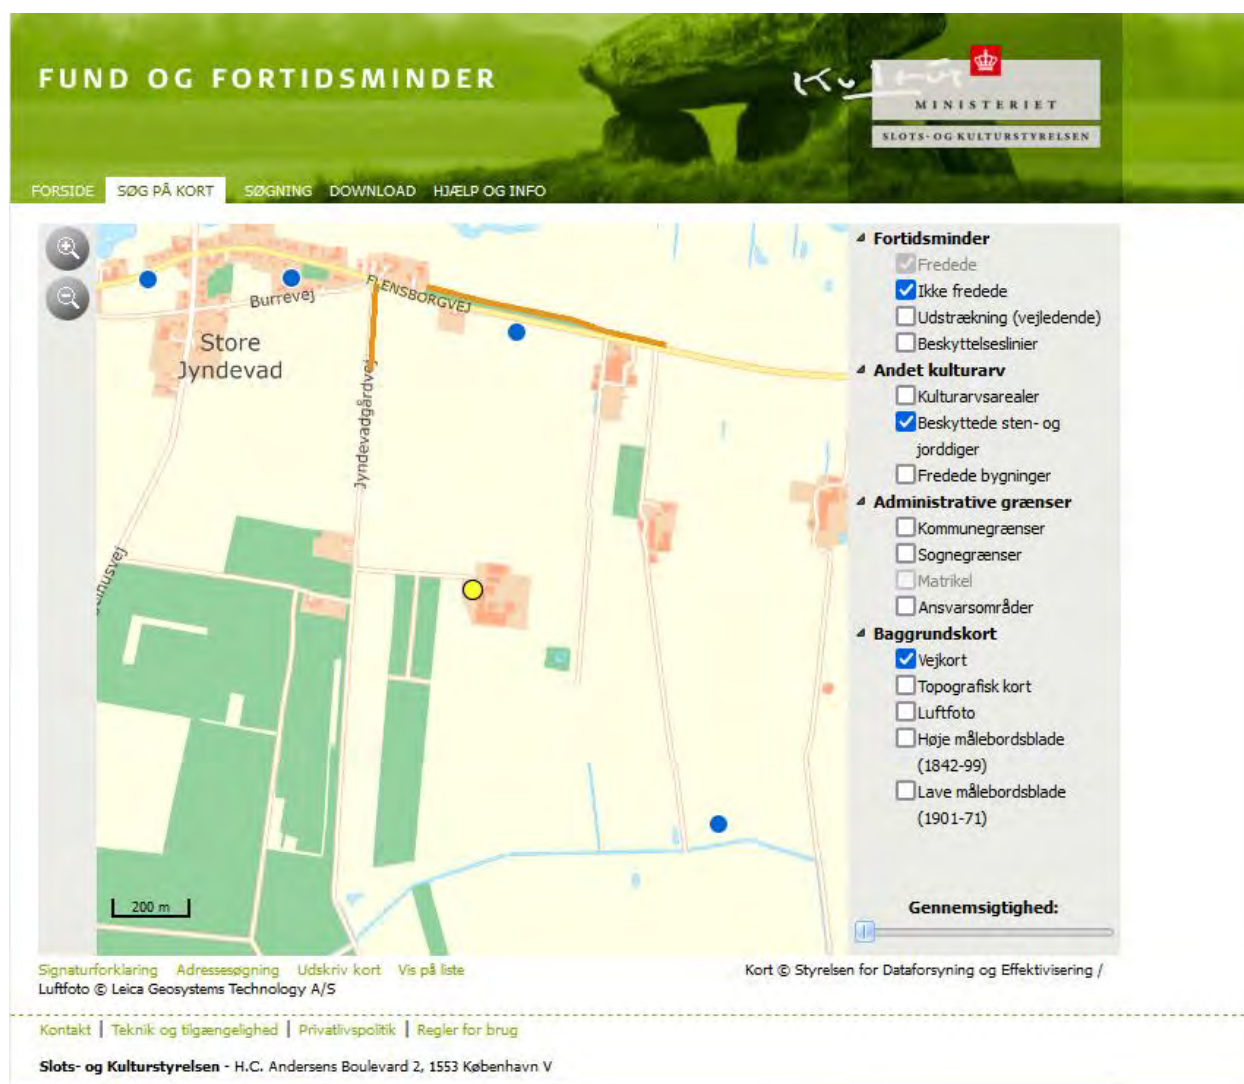 FUND OG FORTIDSMINDER
Kultur
MINISTERIET
SLOTS- OG KULTURSTYRELSEN
FORSIDE SØG PÅ KORT SØGNING DOWNLOAD HJÆLP OG INFO
FLENSBORGVEJ
Burrevej
Store
Jyndevad
Jyndevadgårdvej
200 m
Fortidsminder
Fredede
Ikke fredede
Udstrækning (vejledende)
Beskyttelseslinier
Andet kulturarv
Kulturarvsarealer
Beskyttede sten- og
jorddiger
Fredede bygninger
Administrative grænser
Kommunegrænser
Sognegrænser
Matrikel
Ansvarsområder
Baggrundskort
Vejkort
Topografisk kort
Luftfoto
Høje målebordsblade
(1842-99)
Lave målebordsblade
(1901-71)
Gennemsigtighed:
Signaturforklaring Adressesøgning Udskriv kort Vis på liste
Kort © Styrelsen for Dataforsyning og Effektivisering /
Luftfoto © Leica Geosystems Technology A/S
Kontakt | Teknik og tilgængelighed | Privatlivspolitik | Regler for brug
Slots- og Kulturstyrelsen - H.C. Andersens Boulevard 2, 1553 København V